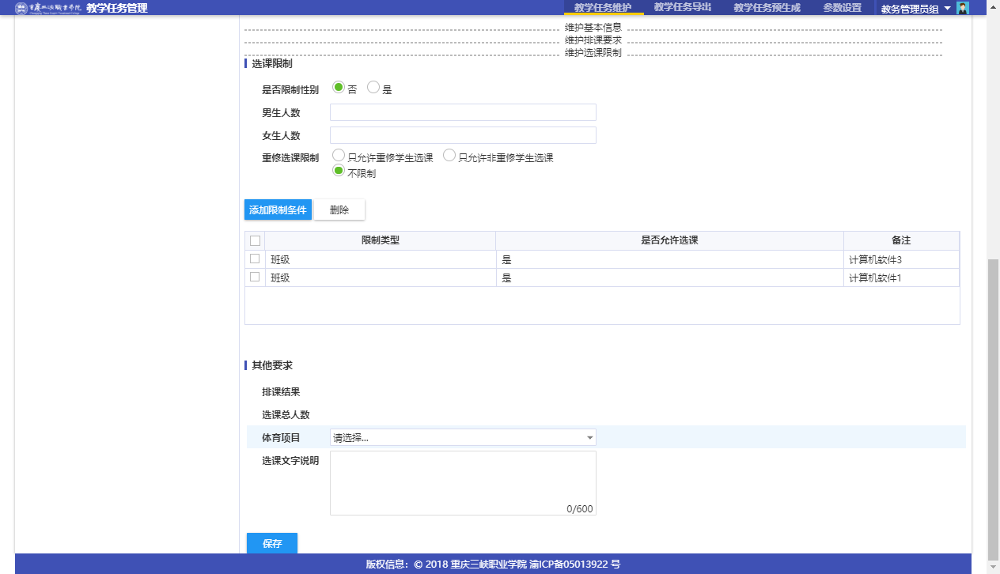 重庆三峡职业学院 教学任务管理 教学任务维护 教学任务导出 教学任务预生成 参数设置 教务管理员组
维护基本信息
维护排课要求
维护选课限制
选课限制
是否限制性别 否 是
男生人数
女生人数
重修选课限制 只允许重修学生选课 只允许非重修学生选课
不限制
添加限制条件 删除
限制类型 是否允许选课 备注
班级 是 计算机软件3
班级 是 计算机软件1
其他要求
排课结果
选课总人数
体育项目 请选择...
选课文字说明
0/600
保存
版权信息：© 2018 重庆三峡职业学院 渝ICP备05013922 号